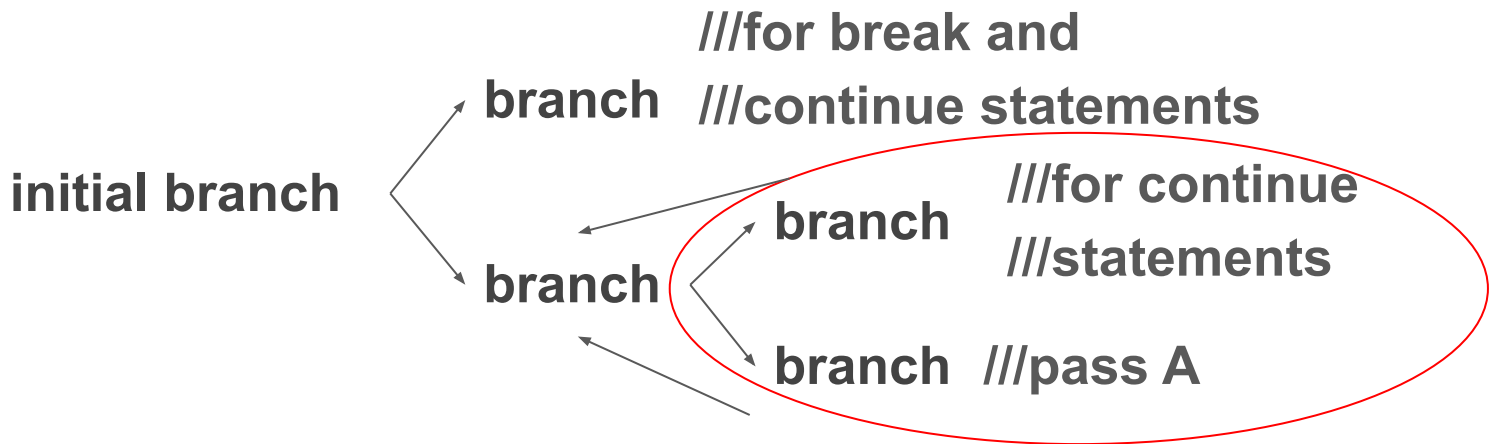 ///for break and
branch ///continue statements
initial branch
///for continue
branch
///statements
branch
branch ///pass A